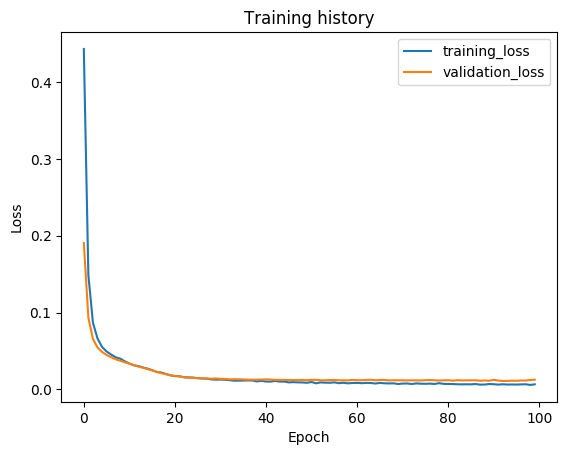 Training history
training_loss
validation_loss
0.4
0.3
0.2
0.1
0.0
Loss
0 20 40 60 80 100
Epoch